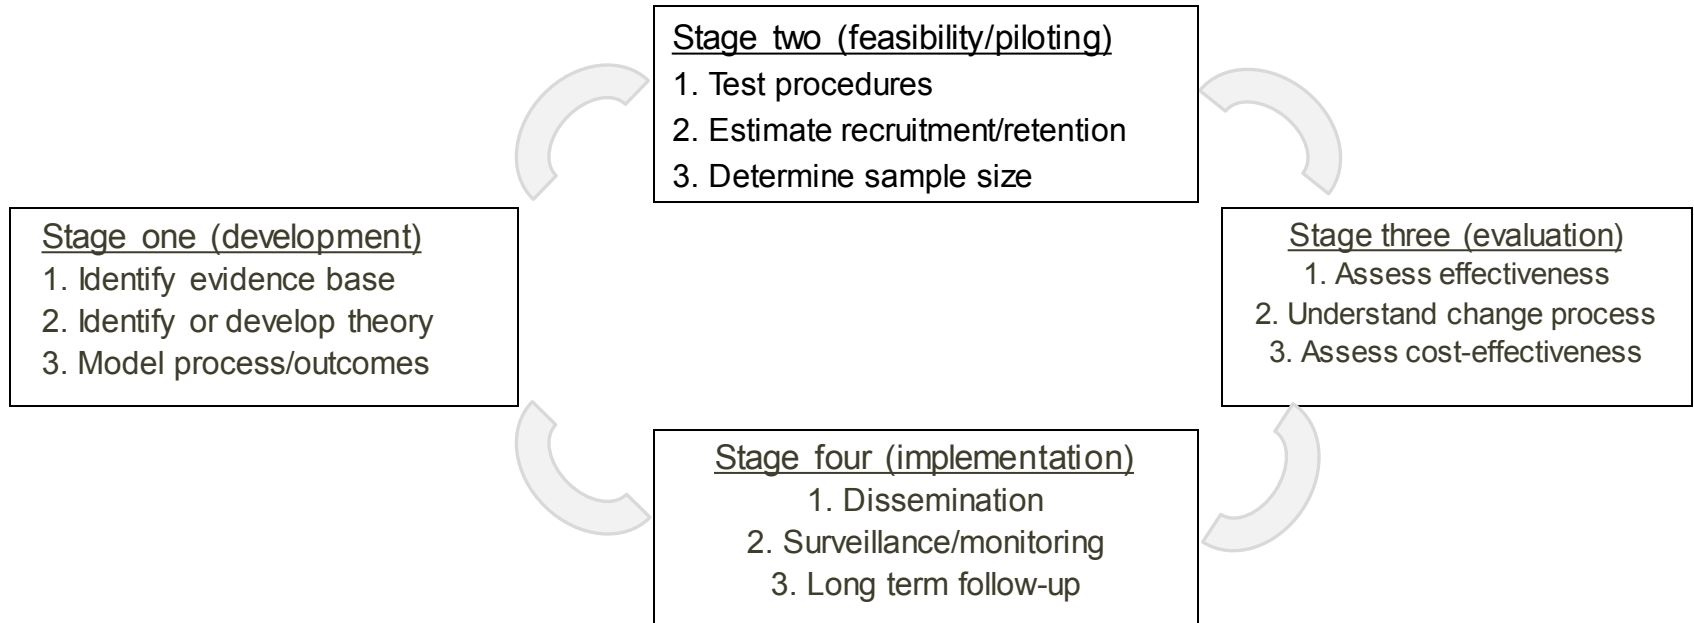 Stage two (feasibility/piloting)
1. Test procedures
2. Estimate recruitment/retention
3. Determine sample size
Stage one (development)
1. Identify evidence base
2. Identify or develop theory
3. Model process/outcomes
Stage three (evaluation)
1. Assess effectiveness
2. Understand change process
3. Assess cost-effectiveness
Stage four (implementation)
1. Dissemination
2. Surveillance/monitoring
3. Long term follow-up